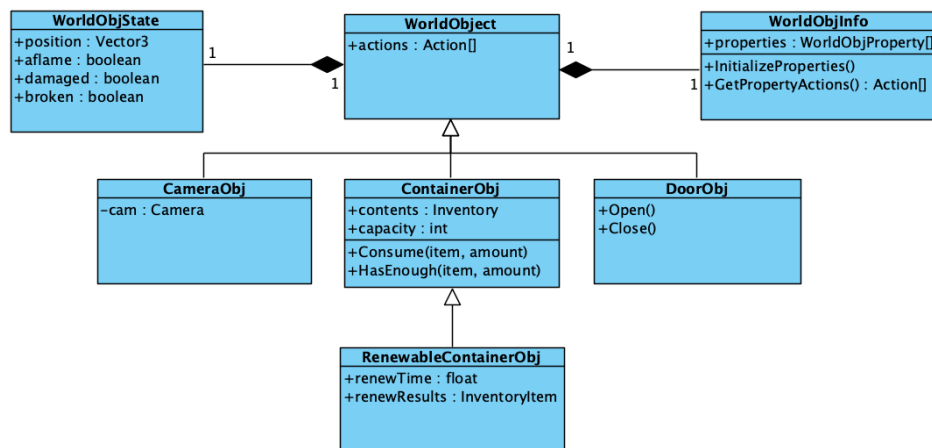 WorldObjState
+position : Vector3
+aflame : boolean
+damaged : boolean
+broken : boolean
1
1
WorldObject
+actions : Action[]
1
1
WorldObjInfo
+properties : WorldObjProperty[]
+InitializeProperties()
+GetPropertyActions() : Action[]
CameraObj
-cam : Camera
ContainerObj
+contents : Inventory
+capacity : int
+Consume(item, amount)
+HasEnough(item, amount)
DoorObj
+Open()
+Close()
RenewableContainerObj
+renewTime : float
+renewResults : InventoryItem